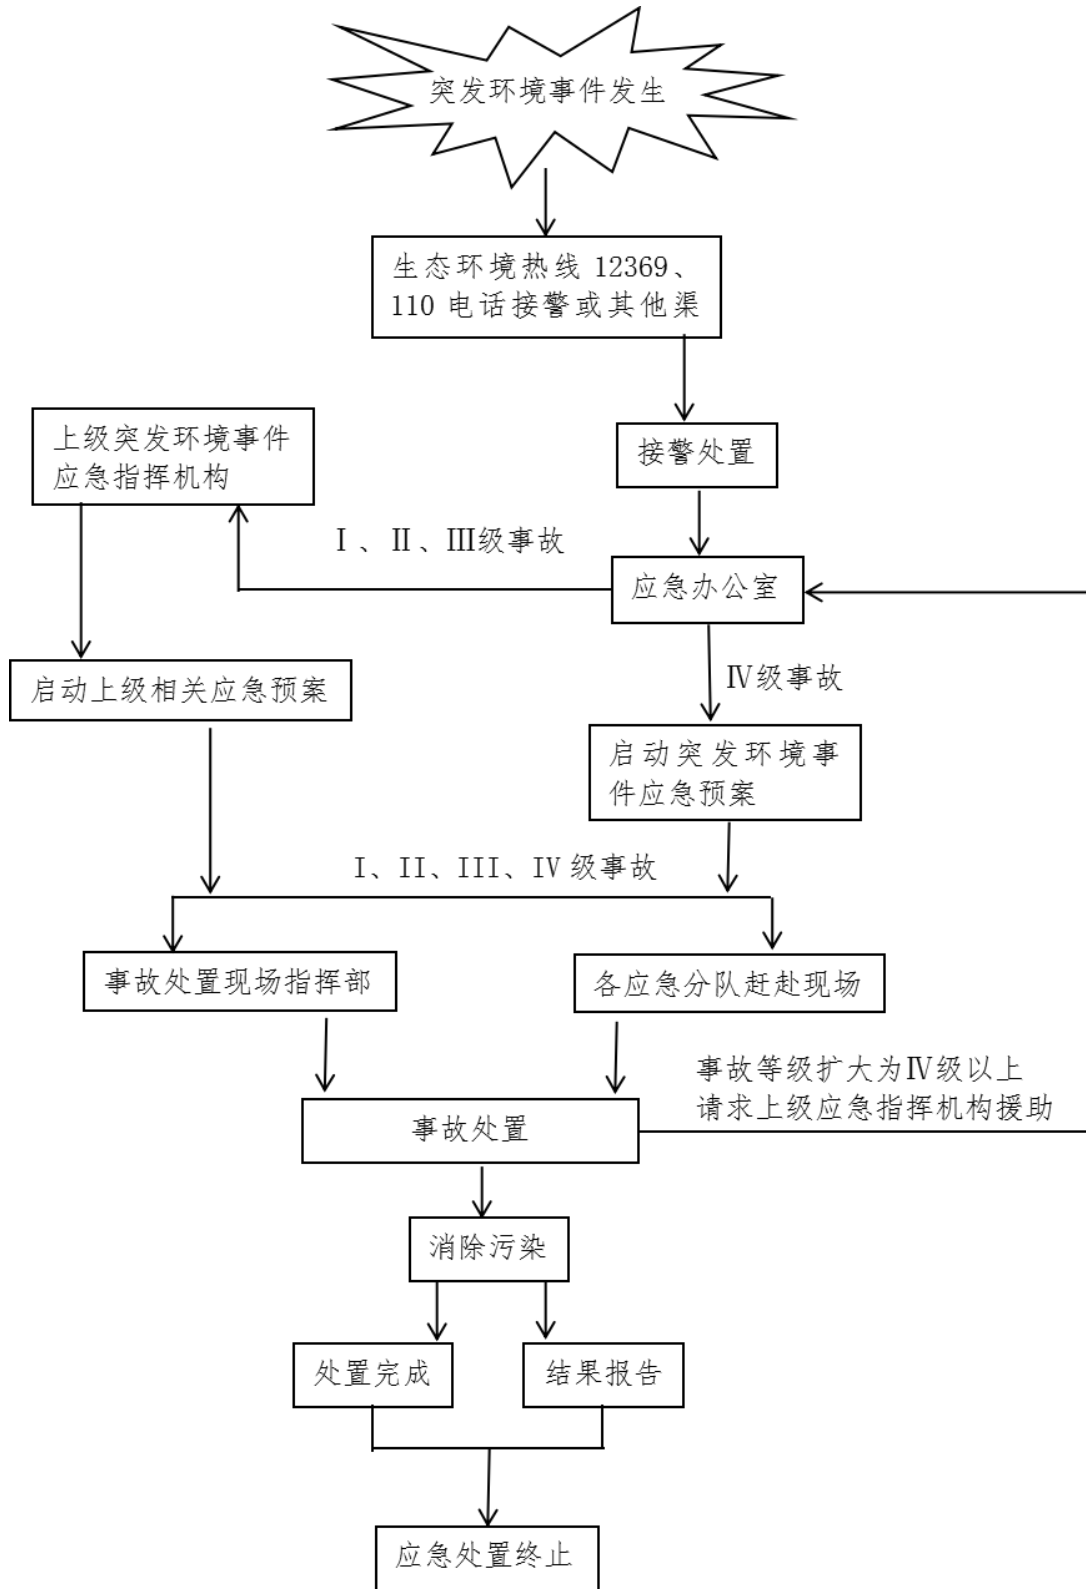 突发环境事件发生
生态环境热线 12369、
110 电话接警或其他渠
接警处置
上级突发环境事件
应急指挥机构
Ⅰ、Ⅱ、Ⅲ级事故
应急办公室
启动上级相关应急预案
Ⅳ级事故
启动突发环境事
件应急预案
I、II、III、IV 级事故
事故处置现场指挥部
各应急分队赶赴现场
事故等级扩大为Ⅳ级以上
请求上级应急指挥机构援助
事故处置
消除污染
处置完成
结果报告
应急处置终止